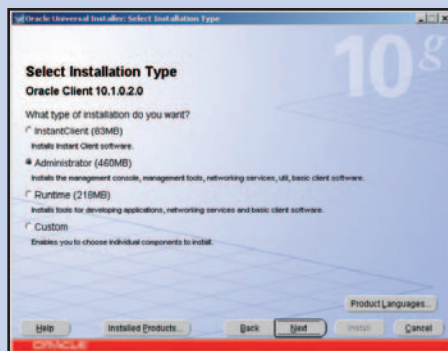 Oracle Universal Installer: Select Installation Type
10g
Select Installation Type
Oracle Client 10.1.0.2.0
What type of installation do you want?
InstantClient (83MB)
Installs Instant Client software.
Administrator (460MB)
Installs the management console, management tools, networking services, util, basic client software.
Runtime (218MB)
Installs tools for developing applications, networking services and basic client software.
Custom
Enables you to choose individual components to install.
Product Languages...
Help Installed Products... Back Next Install Cancel
ORACLE